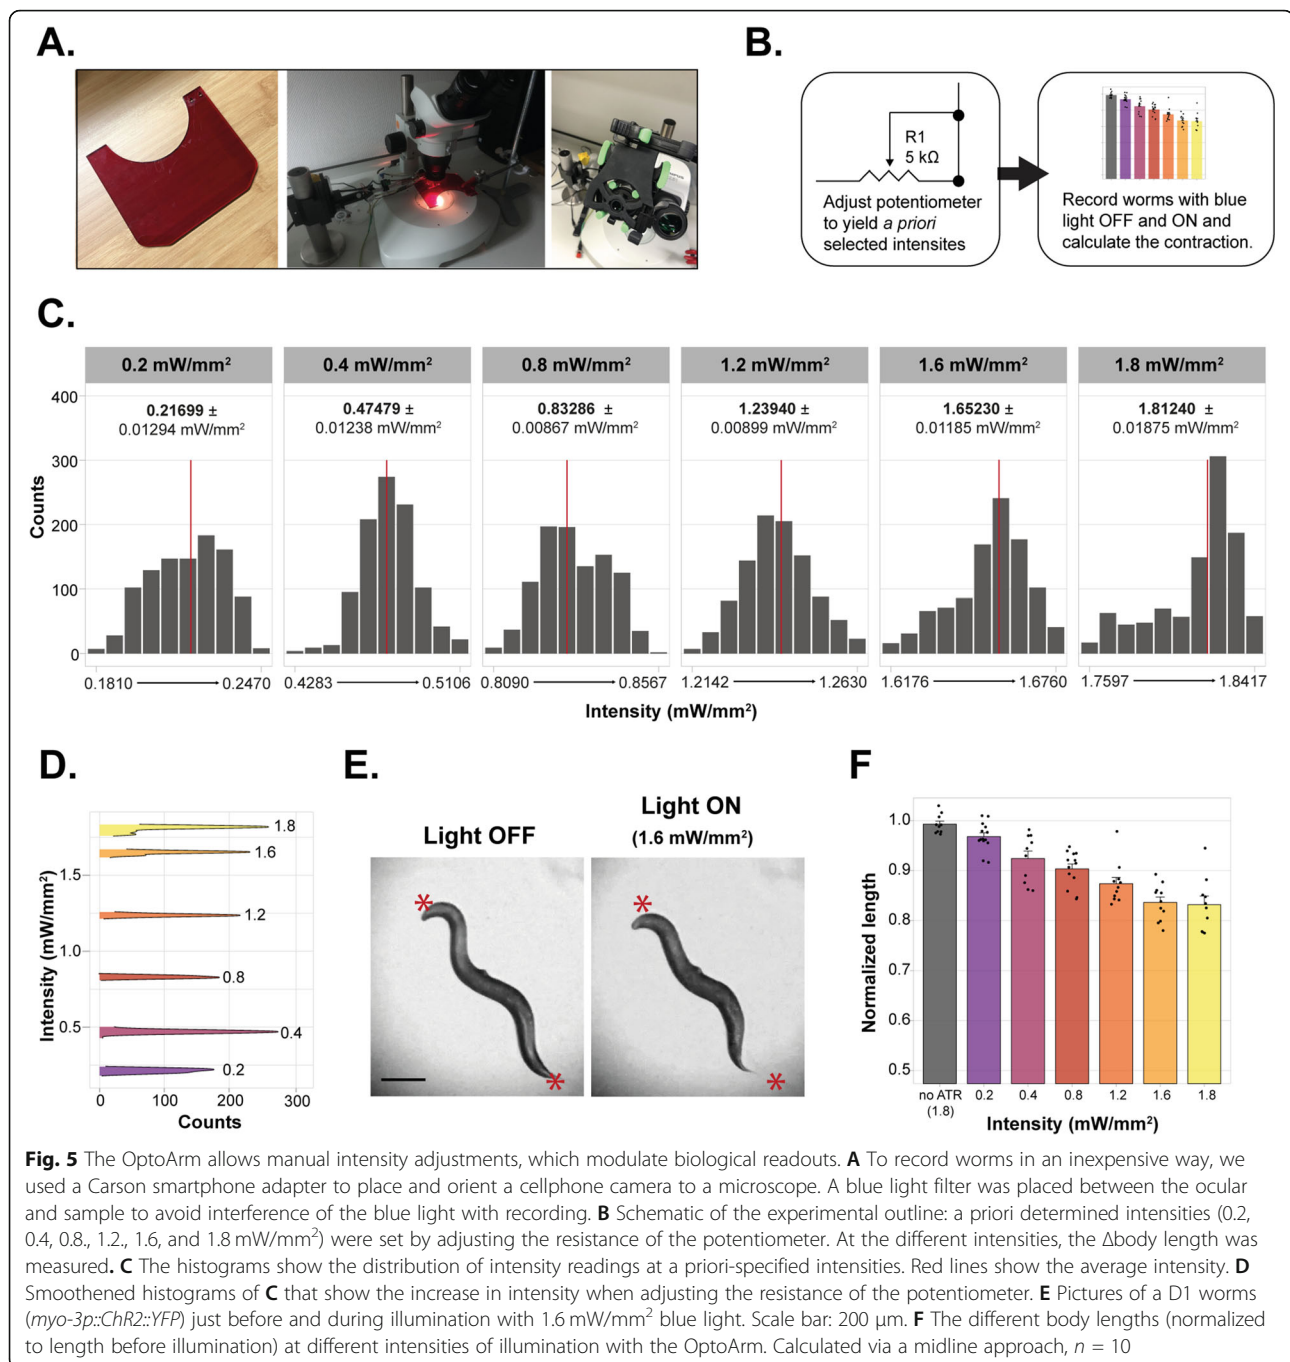 A.
B.
R1
5 kΩ
Adjust potentiometer
to yield a priori
selected intensites
Record worms with blue
light OFF and ON and
calculate the contraction.
C.
0.2 mW/mm²
0.4 mW/mm²
0.8 mW/mm²
1.2 mW/mm²
1.6 mW/mm²
1.8 mW/mm²
0.21699 ±
0.01294 mW/mm²
0.47479 ±
0.01238 mW/mm²
0.83286 ±
0.00867 mW/mm²
1.23940 ±
0.00899 mW/mm²
1.65230 ±
0.01185 mW/mm²
1.81240 ±
0.01875 mW/mm²
Counts
400
300
200
100
0
0.1810
0.2470
0.4283
0.5106
0.8090
0.8567
1.2142
1.2630
1.6176
1.6760
1.7597
1.8417
Intensity (mW/mm²)
D.
Intensity (mW/mm²)
1.5
1.0
0.5
1.8
1.6
1.2
0.8
0.4
0.2
0 100 200 300
Counts
E.
Light OFF
Light ON
(1.6 mW/mm²)
*
*
*
*
F
Normalized length
1.0
0.9
0.8
0.7
0.6
0.5
no ATR
(1.8)
0.2 0.4 0.8 1.2 1.6 1.8
Intensity (mW/mm²)
Fig. 5 The OptoArm allows manual intensity adjustments, which modulate biological readouts. A To record worms in an inexpensive way, we
used a Carson smartphone adapter to place and orient a cellphone camera to a microscope. A blue light filter was placed between the ocular
and sample to avoid interference of the blue light with recording. B Schematic of the experimental outline: a priori determined intensities (0.2,
0.4, 0.8., 1.2., 1.6, and 1.8 mW/mm²) were set by adjusting the resistance of the potentiometer. At the different intensities, the Δbody length was
measured. C The histograms show the distribution of intensity readings at a priori-specified intensities. Red lines show the average intensity. D
Smoothened histograms of C that show the increase in intensity when adjusting the resistance of the potentiometer. E Pictures of a D1 worms
(myo-3p::ChR2::YFP) just before and during illumination with 1.6 mW/mm² blue light. Scale bar: 200 μm. F The different body lengths (normalized
to length before illumination) at different intensities of illumination with the OptoArm. Calculated via a midline approach, n = 10